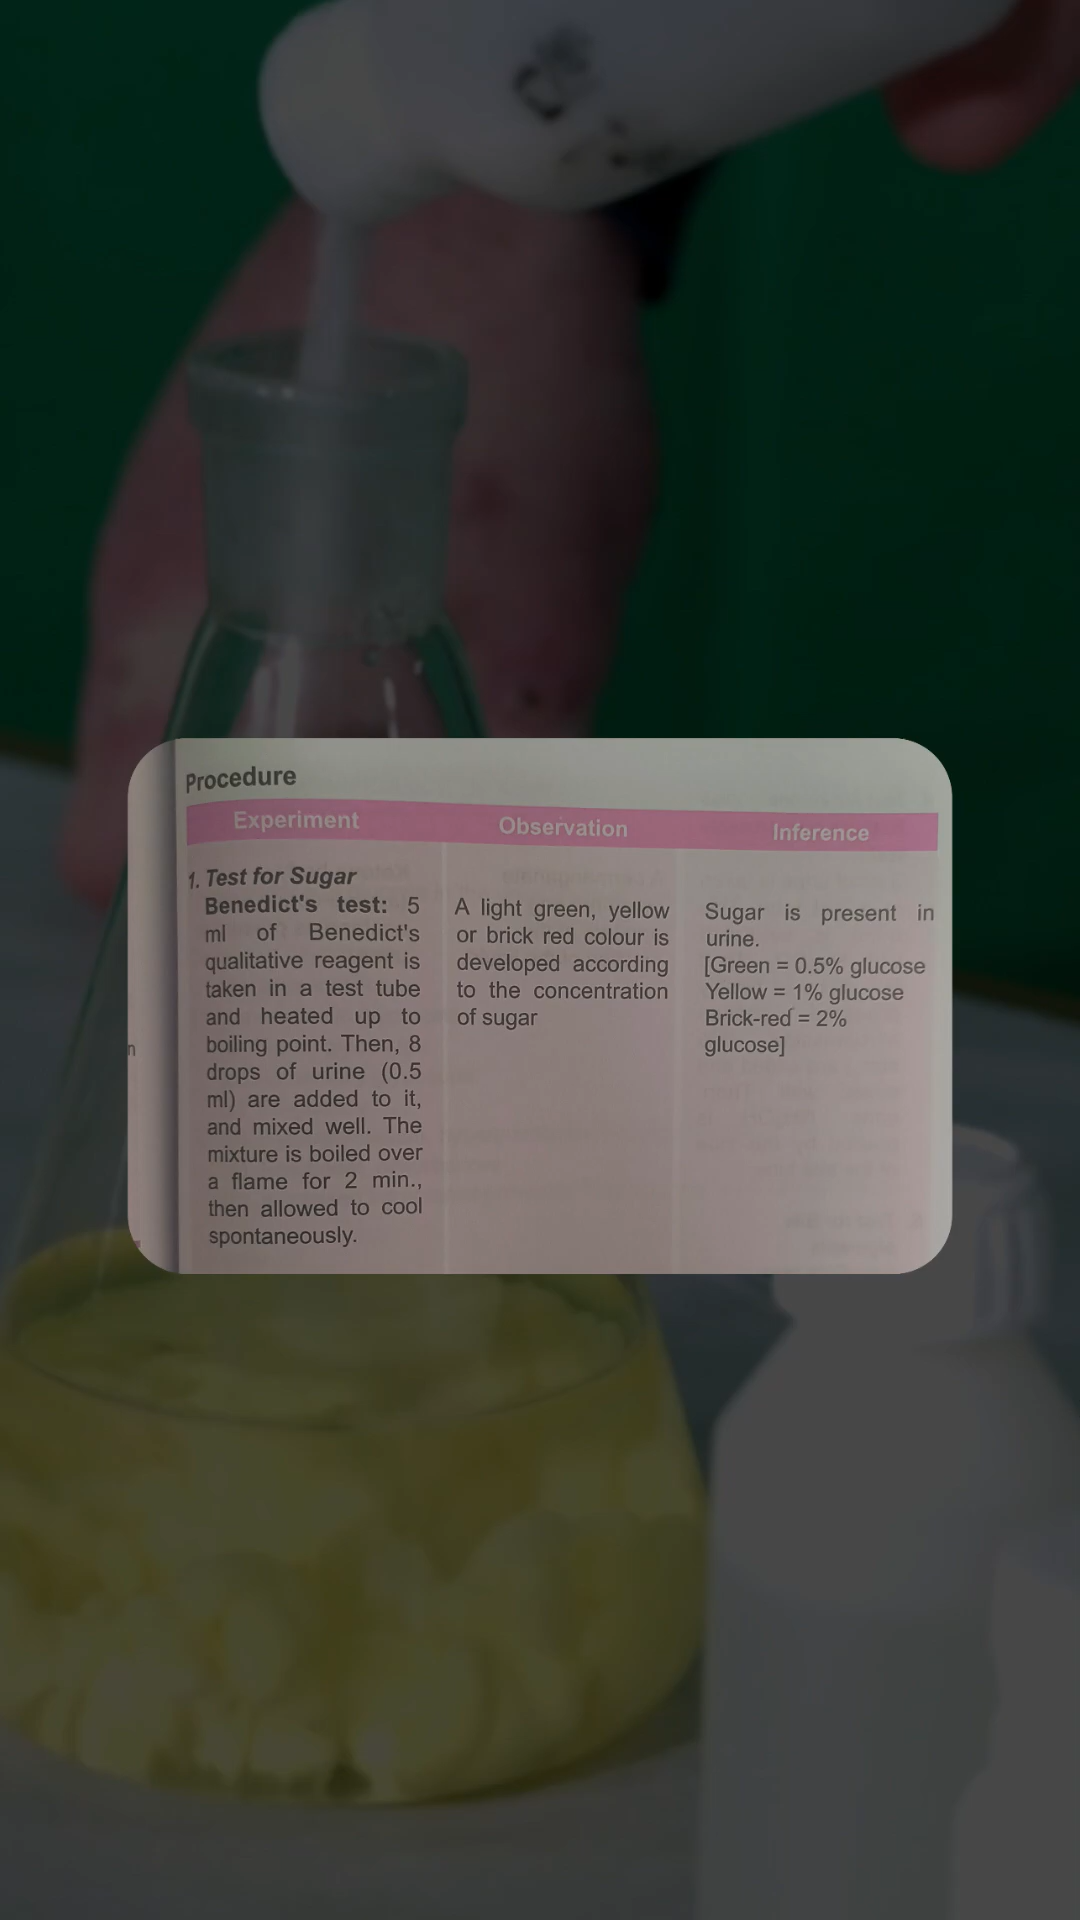 Procedure
Experiment
Observation
Inference
1. Test for Sugar
Benedict's test: 5
ml of Benedict's
qualitative reagent is
taken in a test tube
and heated up to
boiling point. Then, 8
drops of urine (0.5
ml) are added to it,
and mixed well. The
mixture is boiled over
a flame for 2 min.,
then allowed to cool
spontaneously.
A light green, yellow
or brick red colour is
developed according
to the concentration
of sugar
Sugar is present in
urine.
[Green = 0.5% glucose
Yellow = 1% glucose
Brick-red = 2%
glucose]